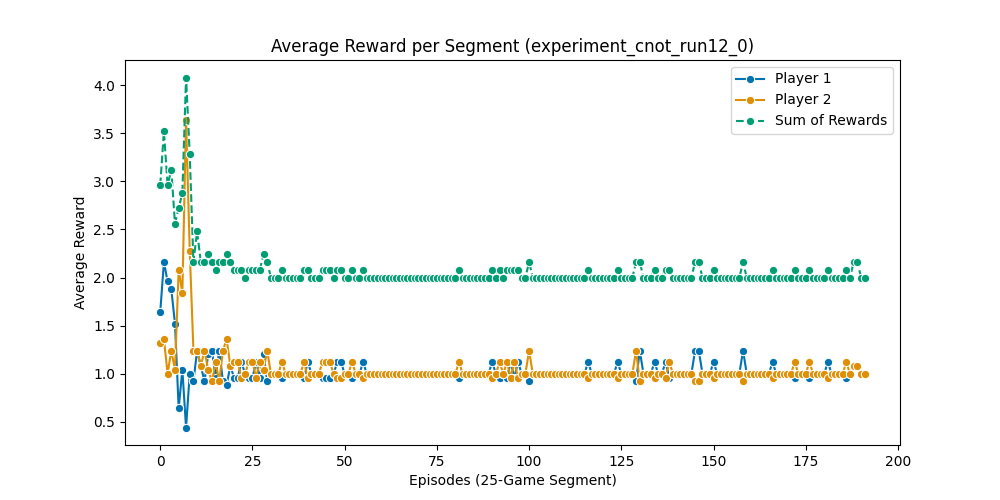 Average Reward per Segment (experiment_cnot_run12_0)
Player 1
Player 2
Sum of Rewards
Average Reward
4.0
3.5
3.0
2.5
2.0
1.5
1.0
0.5
0
25
50
75
100
125
150
175
200
Episodes (25-Game Segment)